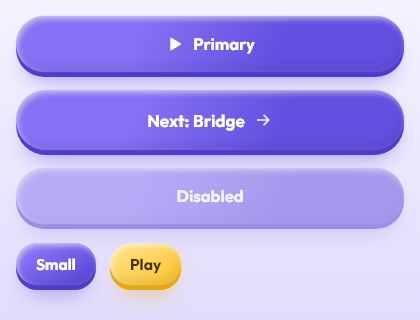 Primary
Next: Bridge →
Disabled
Small
Play